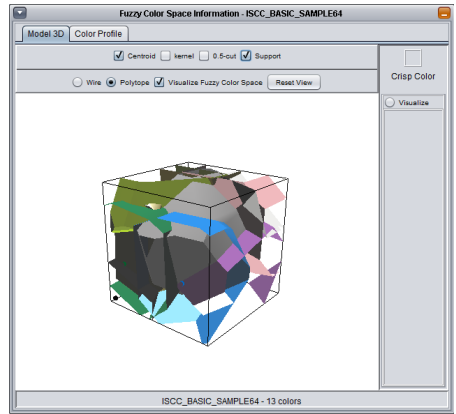 Fuzzy Color Space Information - ISCC_BASIC_SAMPLE64
Model 3D Color Profile
Centroid kernel 0.5-cut Support
Wire Polytope Visualize Fuzzy Color Space Reset View
Crisp Color
Visualize
ISCC_BASIC_SAMPLE64 - 13 colors